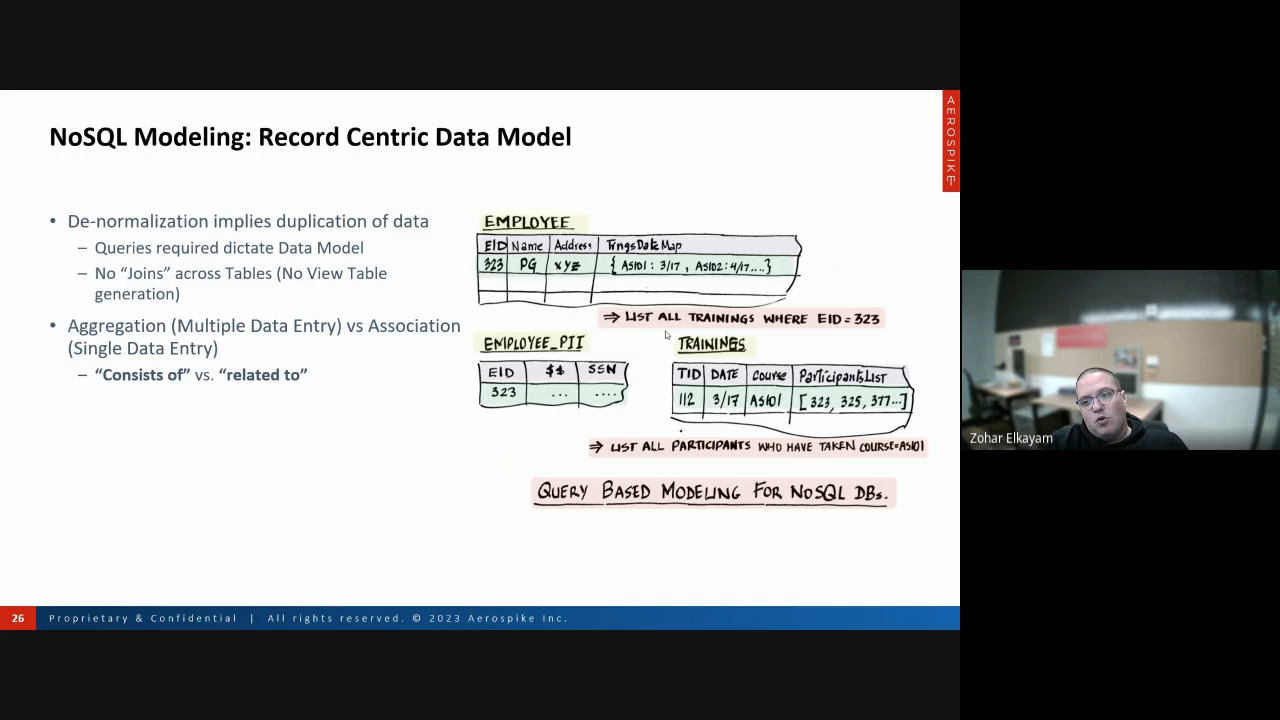 NoSQL Modeling: Record Centric Data Model
AEROSPIKE
• De-normalization implies duplication of data
– Queries required dictate Data Model
– No “Joins” across Tables (No View Table
generation)
• Aggregation (Multiple Data Entry) vs Association
(Single Data Entry)
– “Consists of” vs. “related to”
EMPLOYEE
EID Name Address TrngsDateMap
323 PG xyz { AS101 : 3/17 , AS102 : 4/17....}
⇒ LIST ALL TRAININGS WHERE EID = 323
EMPLOYEE_PII
EID $$ SSN
323 ... ....
TRAININGS
TID DATE Course ParticipantsList
112 3/17 AS101 [ 323, 325, 377...]
⇒ LIST ALL PARTICIPANTS WHO HAVE TAKEN COURSE=AS101
QUERY BASED MODELING FOR NoSQL DBs.
Zohar Elkayam
26 Proprietary & Confidential | All rights reserved. © 2023 Aerospike Inc.